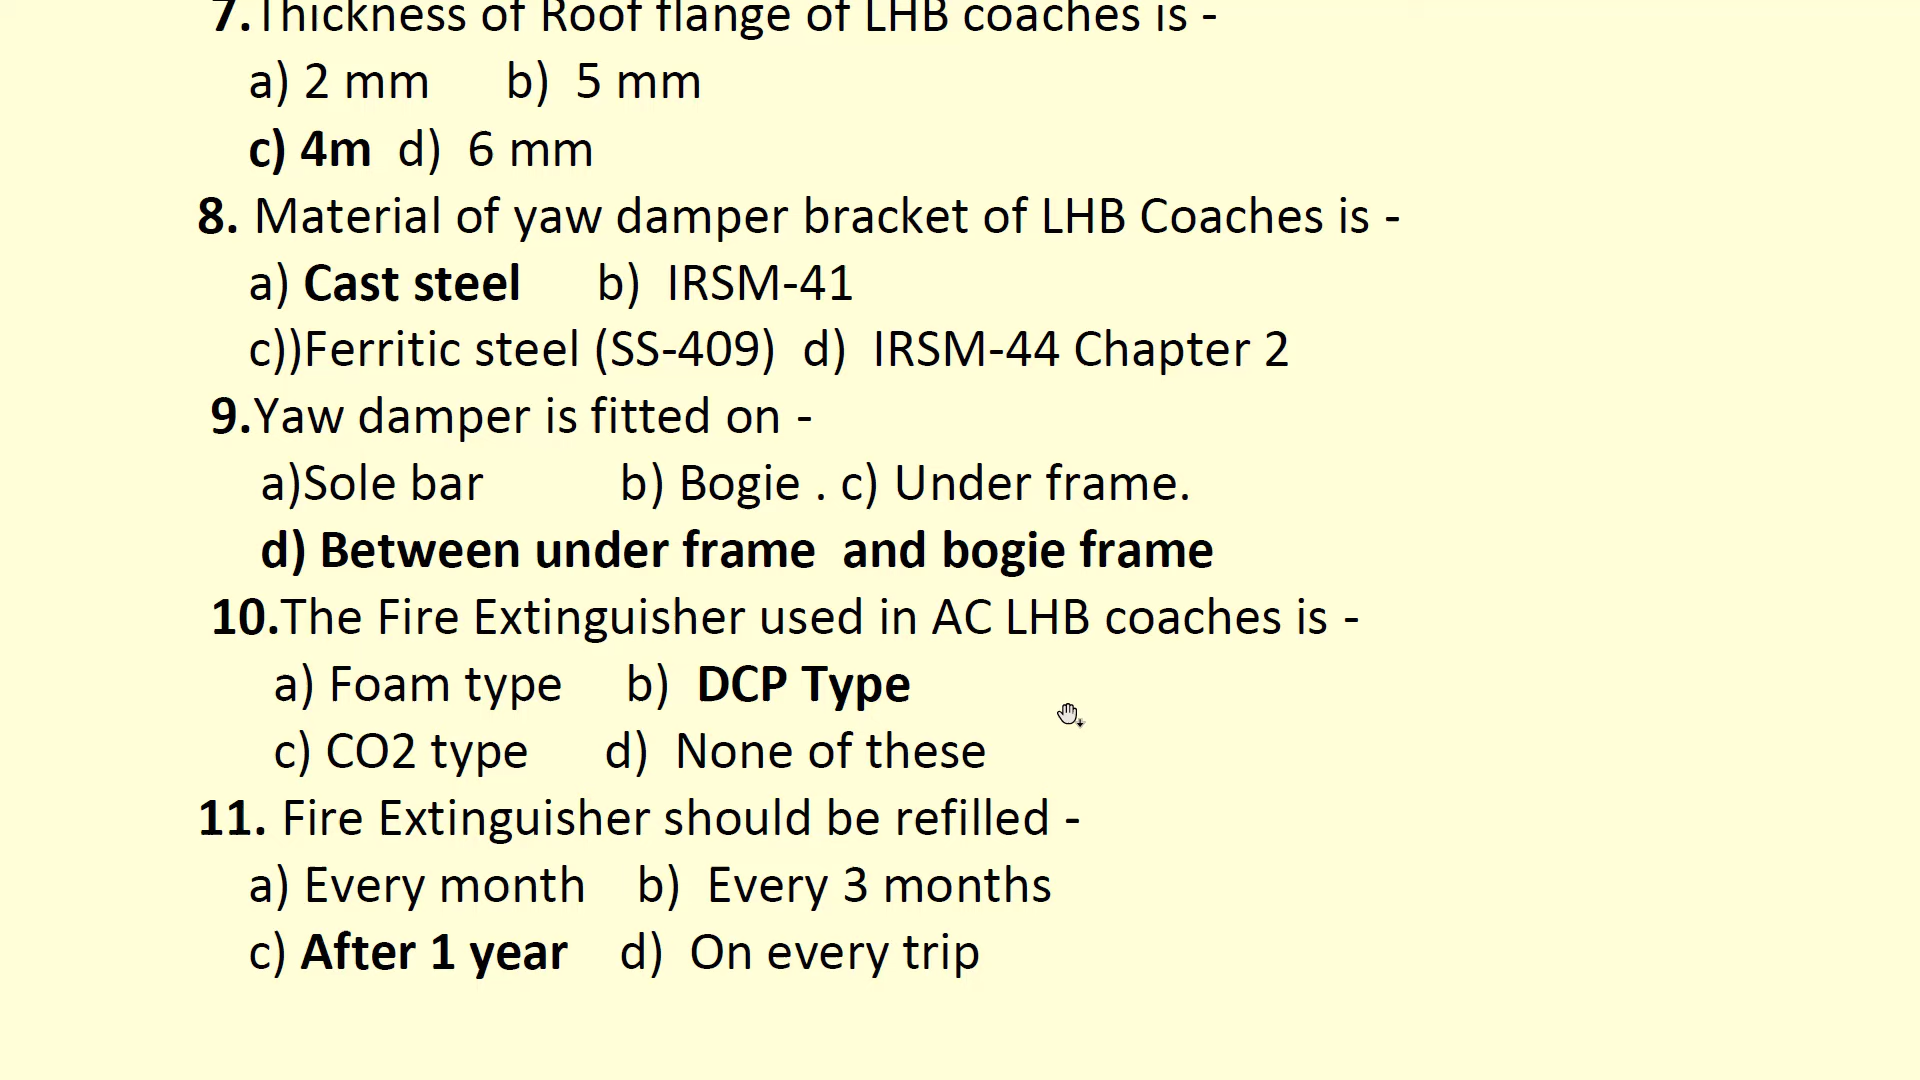 7.Thickness of Roof flange of LHB coaches is -
a) 2 mm b) 5 mm
c) 4m d) 6 mm
8. Material of yaw damper bracket of LHB Coaches is -
a) Cast steel b) IRSM-41
c))Ferritic steel (SS-409) d) IRSM-44 Chapter 2
9.Yaw damper is fitted on -
a)Sole bar b) Bogie . c) Under frame.
d) Between under frame and bogie frame
10.The Fire Extinguisher used in AC LHB coaches is -
a) Foam type b) DCP Type
c) CO2 type d) None of these
11. Fire Extinguisher should be refilled -
a) Every month b) Every 3 months
c) After 1 year d) On every trip